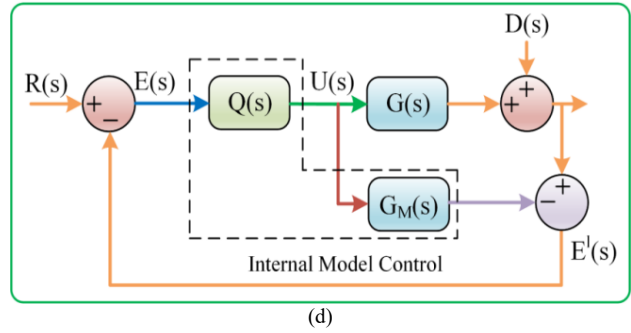 D(s)
R(s)
E(s)
U(s)
+
−
Q(s)
G(s)
+
+
G_M(s)
−
+
E^I(s)
Internal Model Control
(d)